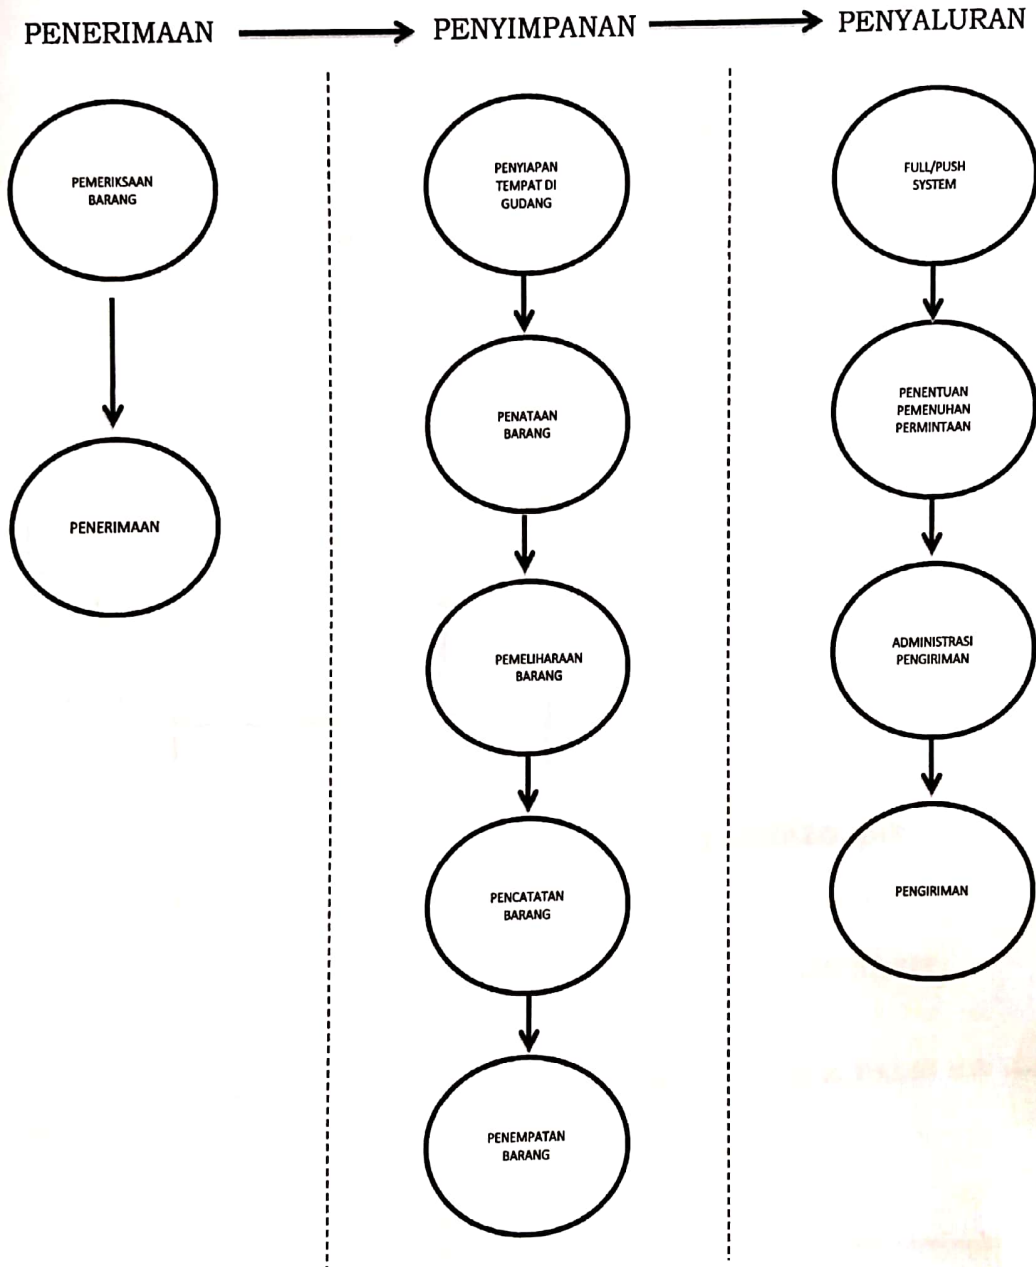 PENERIMAAN
PENYIMPANAN
PENYALURAN
PEMERIKSAAN
BARANG
PENERIMAAN
PENYIAPAN
TEMPAT DI
GUDANG
PENATAAN
BARANG
PEMELIHARAAN
BARANG
PENCATATAN
BARANG
PENEMPATAN
BARANG
FULL/PUSH
SYSTEM
PENENTUAN
PEMENUHAN
PERMINTAAN
ADMINISTRASI
PENGIRIMAN
PENGIRIMAN